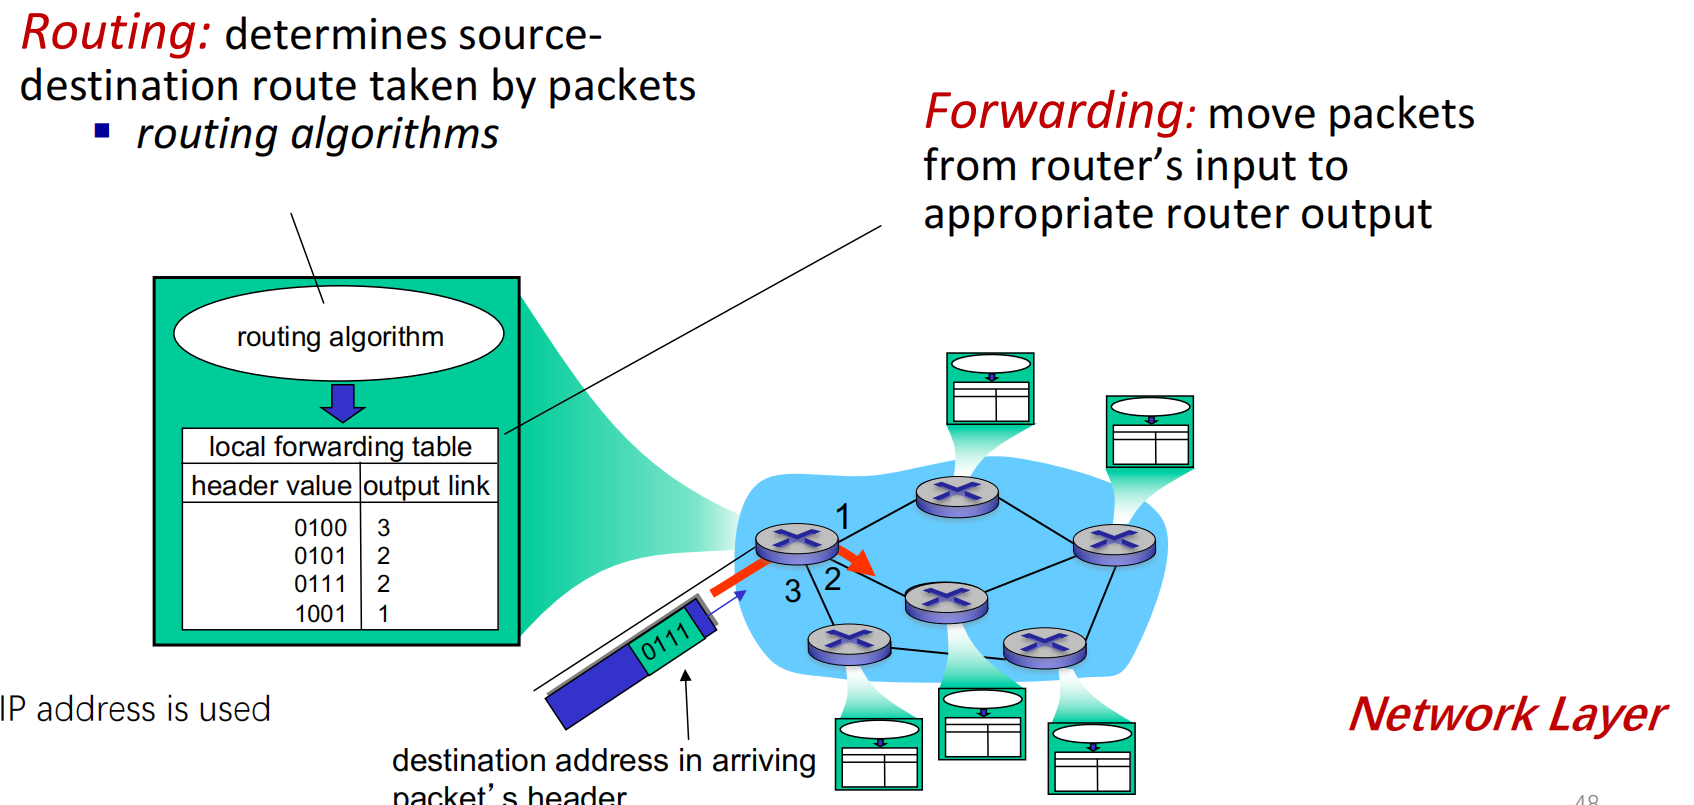 Routing: determines source-
destination route taken by packets
▪ routing algorithms
Forwarding: move packets
from router’s input to
appropriate router output
routing algorithm
local forwarding table
header value output link
0100 3
0101 2
0111 2
1001 1
1
2
3
0111
IP address is used
destination address in arriving
packet’s header
Network Layer
48